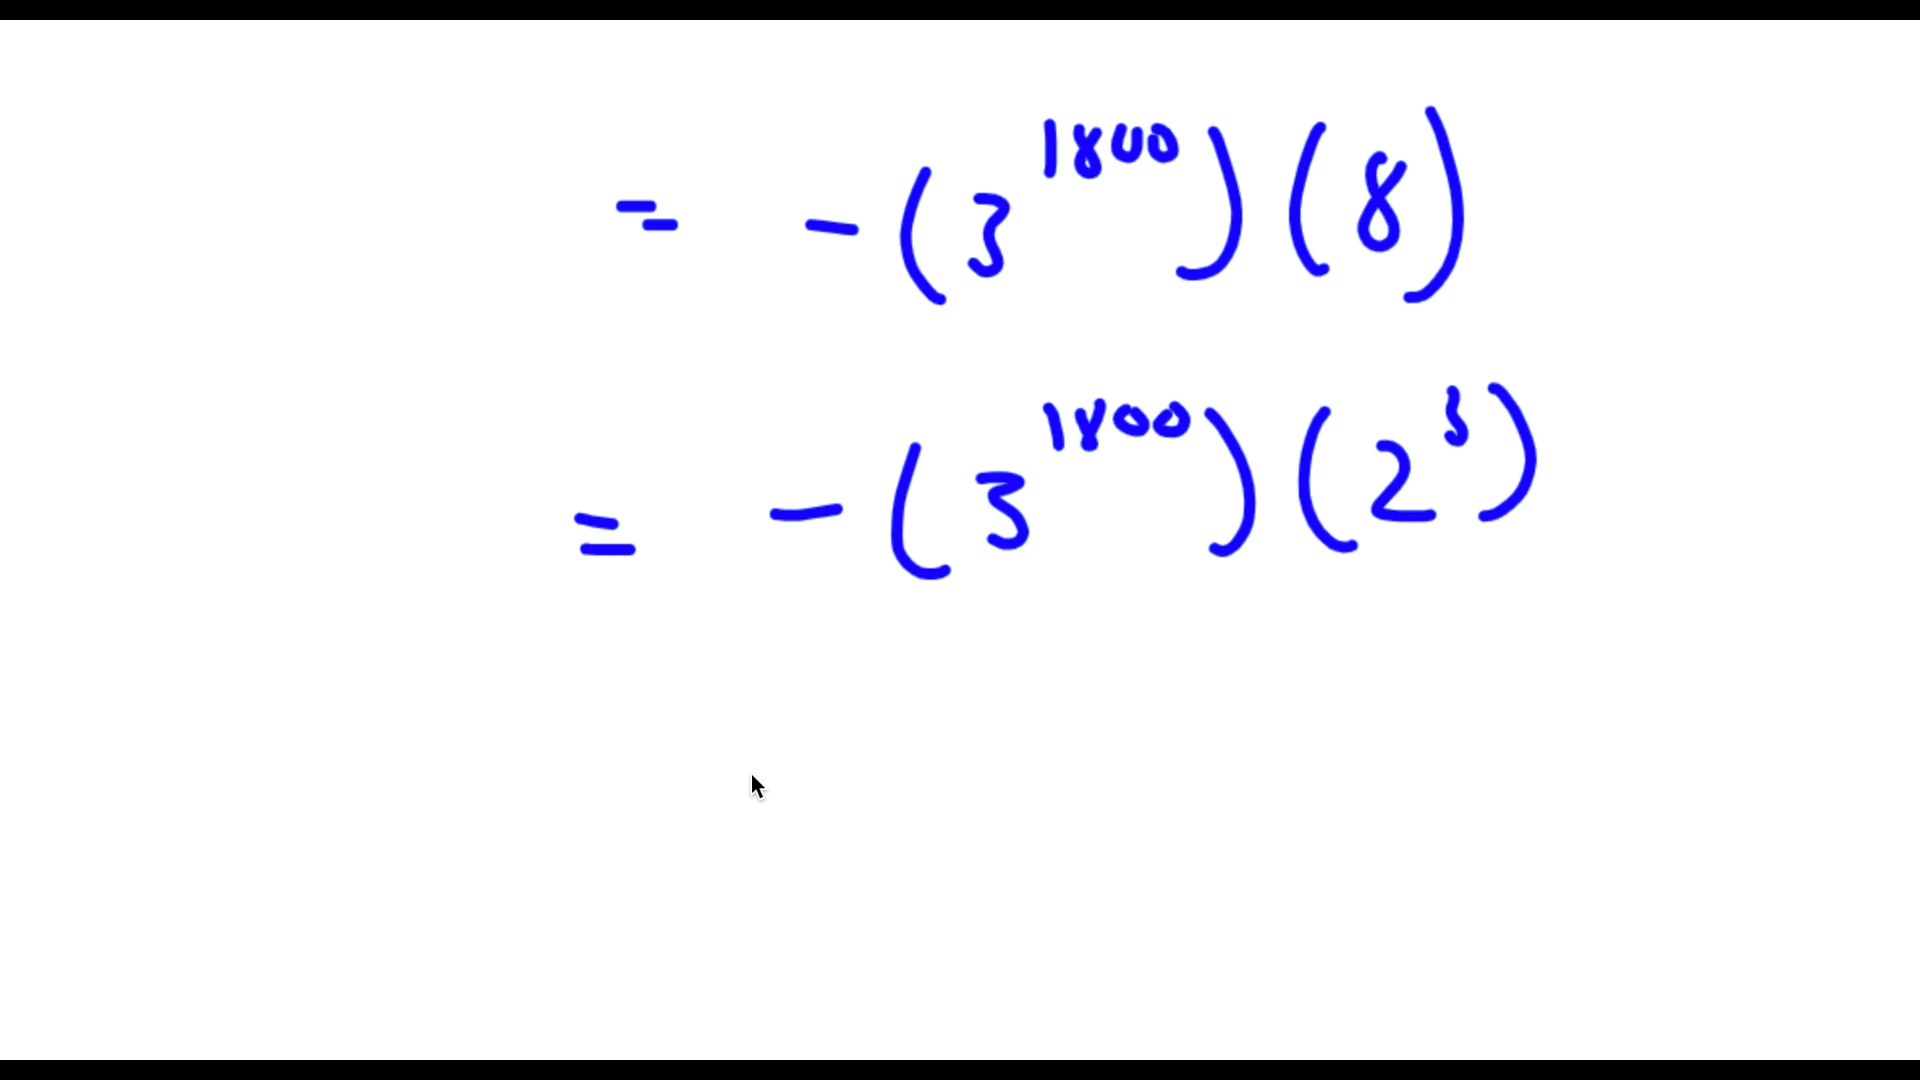 = -(3^1800)(8)
= -(3^1800)(2^3)